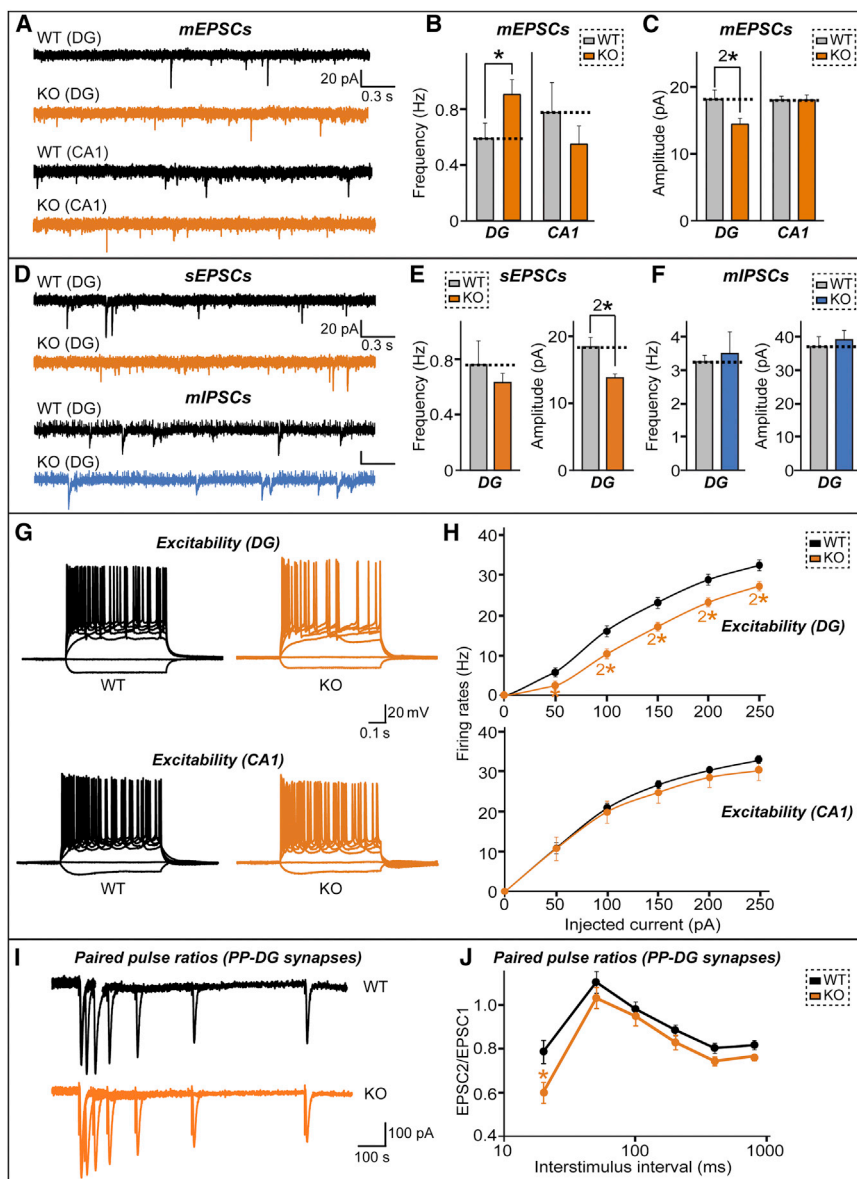 A
mEPSCs
WT (DG)
20 pA
0.3 s
KO (DG)
WT (CA1)
KO (CA1)
B
mEPSCs
WT
KO
*
Frequency (Hz)
0.8
0.4
0
DG
CA1
C
mEPSCs
WT
KO
2*
Amplitude (pA)
20
10
0
DG
CA1
D
sEPSCs
WT (DG)
20 pA
0.3 s
KO (DG)
mIPSCs
WT (DG)
KO (DG)
E
WT
KO
sEPSCs
Frequency (Hz)
0.8
0.4
0
DG
2*
Amplitude (pA)
20
10
0
DG
F
mIPSCs
WT
KO
Frequency (Hz)
4
3
2
1
0
DG
Amplitude (pA)
40
30
20
10
0
DG
G
Excitability (DG)
WT
KO
20 mV
0.1 s
Excitability (CA1)
WT
KO
H
WT
KO
Firing rates (Hz)
40
30
20
10
0
*
2*
2*
2*
2*
Excitability (DG)
0 50 100 150 200 250
30
20
10
0
Excitability (CA1)
0 50 100 150 200 250
Injected current (pA)
I
Paired pulse ratios (PP-DG synapses)
WT
KO
100 pA
100 s
J
Paired pulse ratios (PP-DG synapses)
WT
KO
EPSC2/EPSC1
1.0
0.8
0.6
0.4
*
10 100 1000
Interstimulus interval (ms)